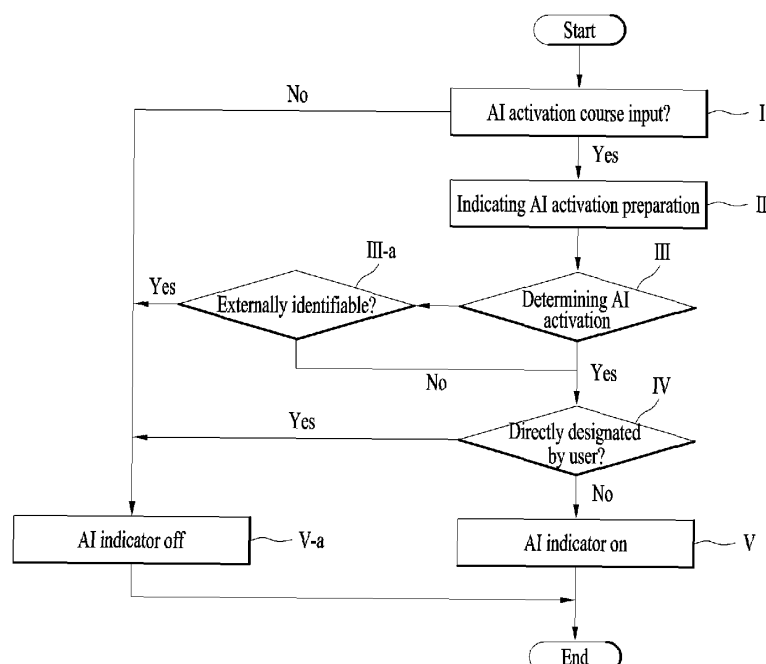 Start
No
AI activation course input?
I
Yes
Indicating AI activation preparation
II
III-a
III
Yes
Externally identifiable?
Determining AI
activation
No
Yes
IV
Yes
Directly designated
by user?
No
AI indicator off
V-a
AI indicator on
V
End